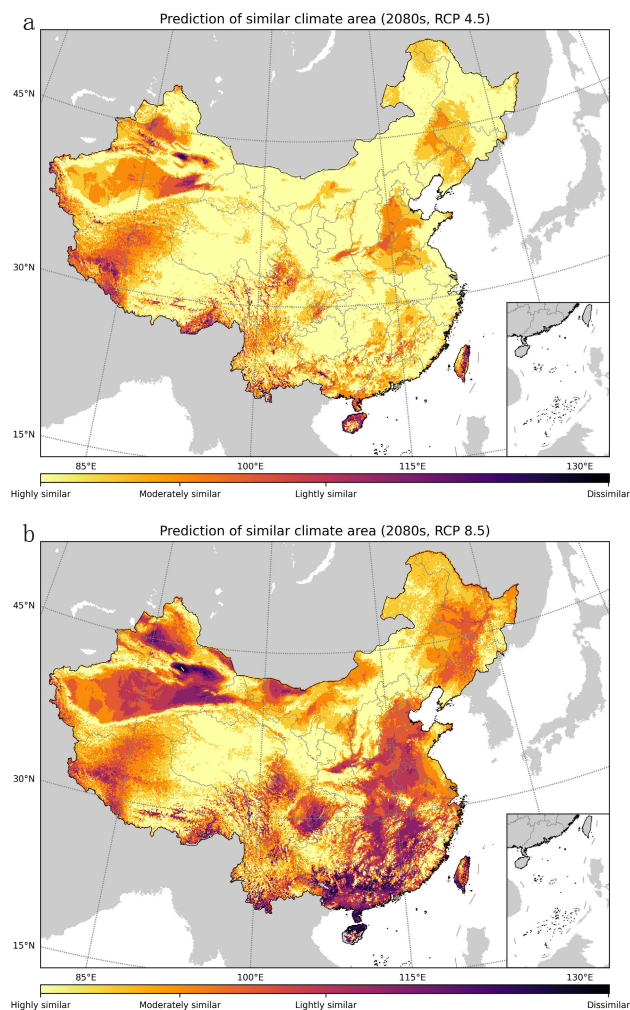 a
Prediction of similar climate area (2080s, RCP 4.5)
45°N
30°N
15°N
85°E 100°E 115°E 130°E
Highly similar Moderately similar Lightly similar Dissimilar
b
Prediction of similar climate area (2080s, RCP 8.5)
45°N
30°N
15°N
85°E 100°E 115°E 130°E
Highly similar Moderately similar Lightly similar Dissimilar